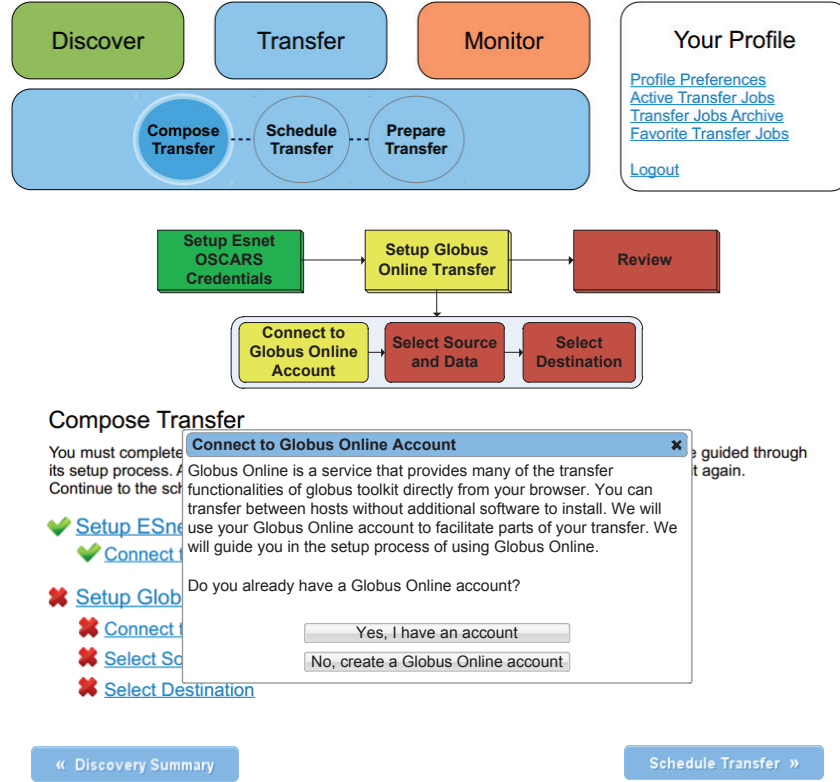 Discover
Transfer
Monitor
Your Profile
Profile Preferences
Active Transfer Jobs
Transfer Jobs Archive
Favorite Transfer Jobs
Logout
Compose
Transfer
Schedule
Transfer
Prepare
Transfer
Setup Esnet
OSCARS
Credentials
Setup Globus
Online Transfer
Review
Connect to
Globus Online
Account
Select Source
and Data
Select
Destination
Compose Transfer
You must complete guided through
its setup process. again.
Continue to the
Connect to Globus Online Account
Globus Online is a service that provides many of the transfer
functionalities of globus toolkit directly from your browser. You can
transfer between hosts without additional software to install. We will
use your Globus Online account to facilitate parts of your transfer. We
will guide you in the setup process of using Globus Online.
Do you already have a Globus Online account?
Yes, I have an account
No, create a Globus Online account
Setup
Connect
Setup
Connect
Select
Select Destination
« Discovery Summary
Schedule Transfer »